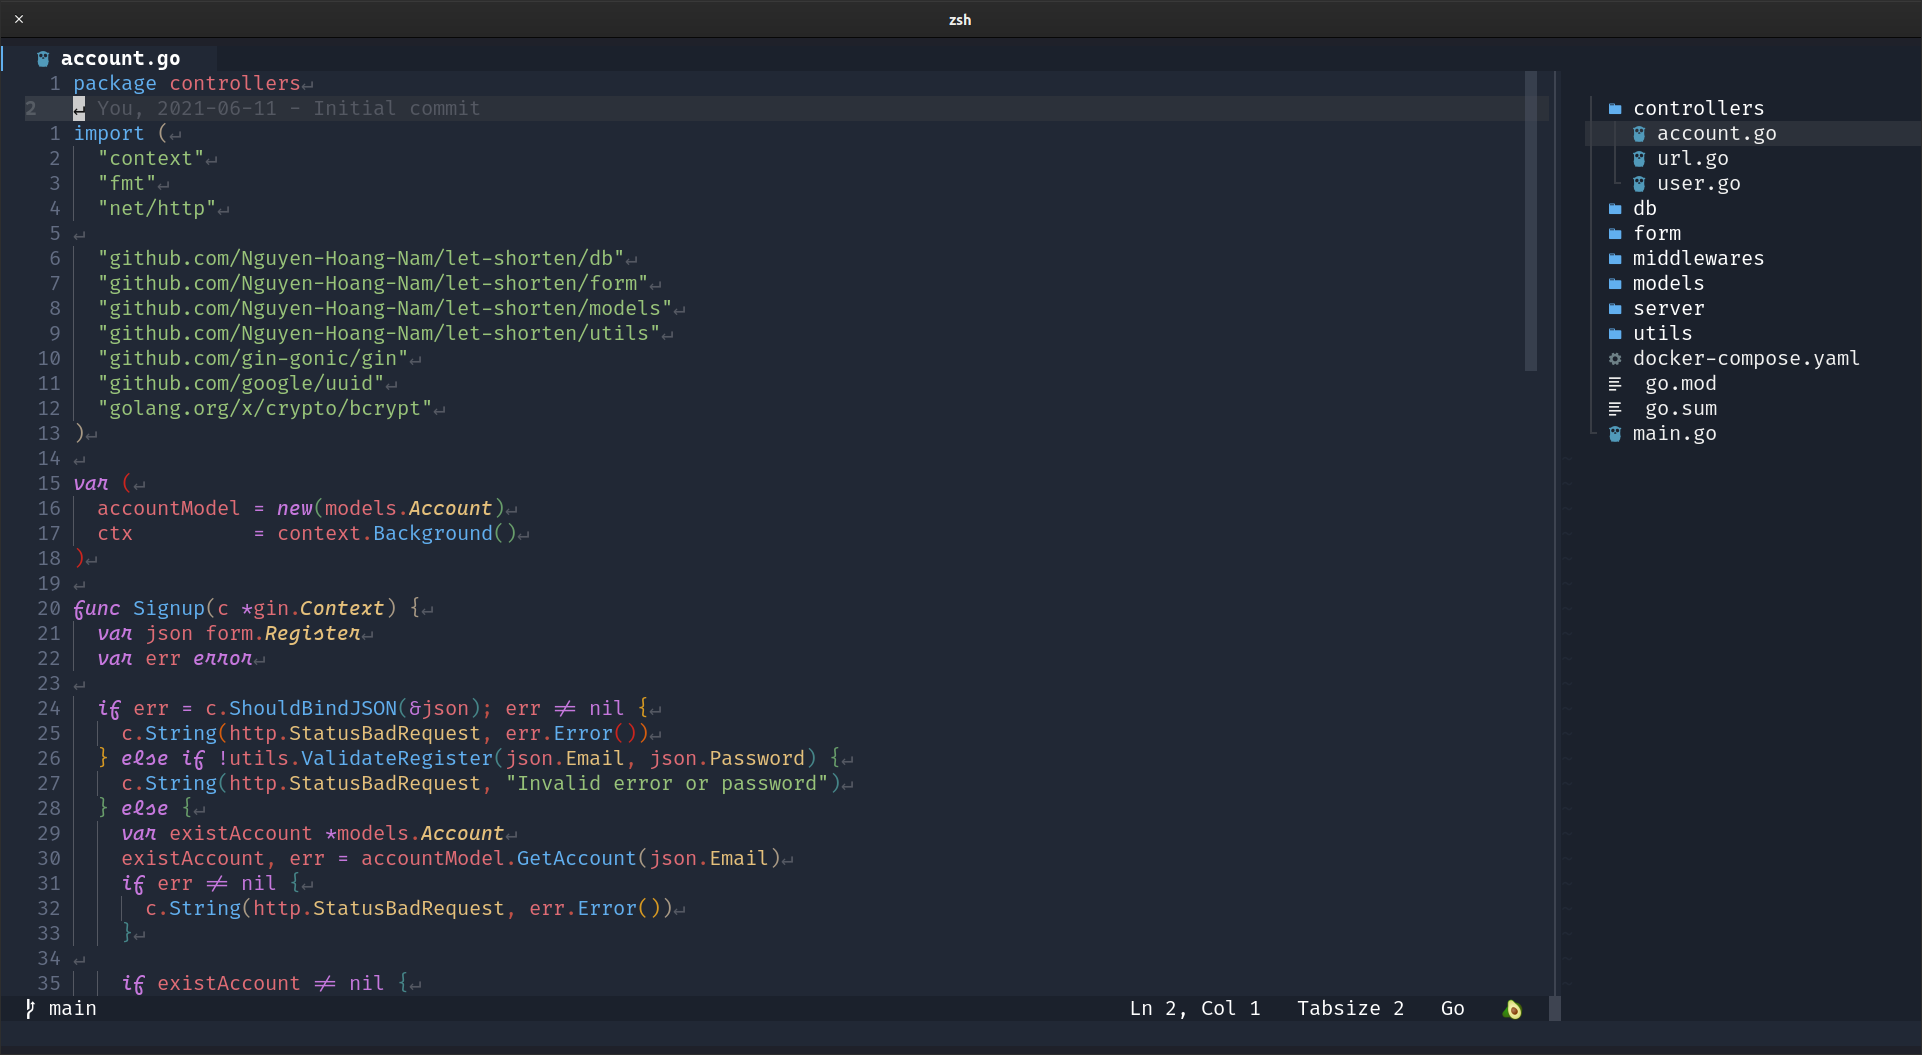 zsh
account.go
1 package controllers
2 You, 2021-06-11 - Initial commit
1 import (
2 "context"
3 "fmt"
4 "net/http"
5
6 "github.com/Nguyen-Hoang-Nam/let-shorten/db"
7 "github.com/Nguyen-Hoang-Nam/let-shorten/form"
8 "github.com/Nguyen-Hoang-Nam/let-shorten/models"
9 "github.com/Nguyen-Hoang-Nam/let-shorten/utils"
10 "github.com/gin-gonic/gin"
11 "github.com/google/uuid"
12 "golang.org/x/crypto/bcrypt"
13 )
14
15 var (
16 accountModel = new(models.Account)
17 ctx = context.Background()
18 )
19
20 func Signup(c *gin.Context) {
21 var json form.Register
22 var err error
23
24 if err = c.ShouldBindJSON(&json); err != nil {
25 c.String(http.StatusBadRequest, err.Error())
26 } else if !utils.ValidateRegister(json.Email, json.Password) {
27 c.String(http.StatusBadRequest, "Invalid error or password")
28 } else {
29 var existAccount *models.Account
30 existAccount, err = accountModel.GetAccount(json.Email)
31 if err != nil {
32 c.String(http.StatusBadRequest, err.Error())
33 }
34
35 if existAccount != nil {
controllers
account.go
url.go
user.go
db
form
middlewares
models
server
utils
docker-compose.yaml
go.mod
go.sum
main.go
main
Ln 2, Col 1 Tabsize 2 Go